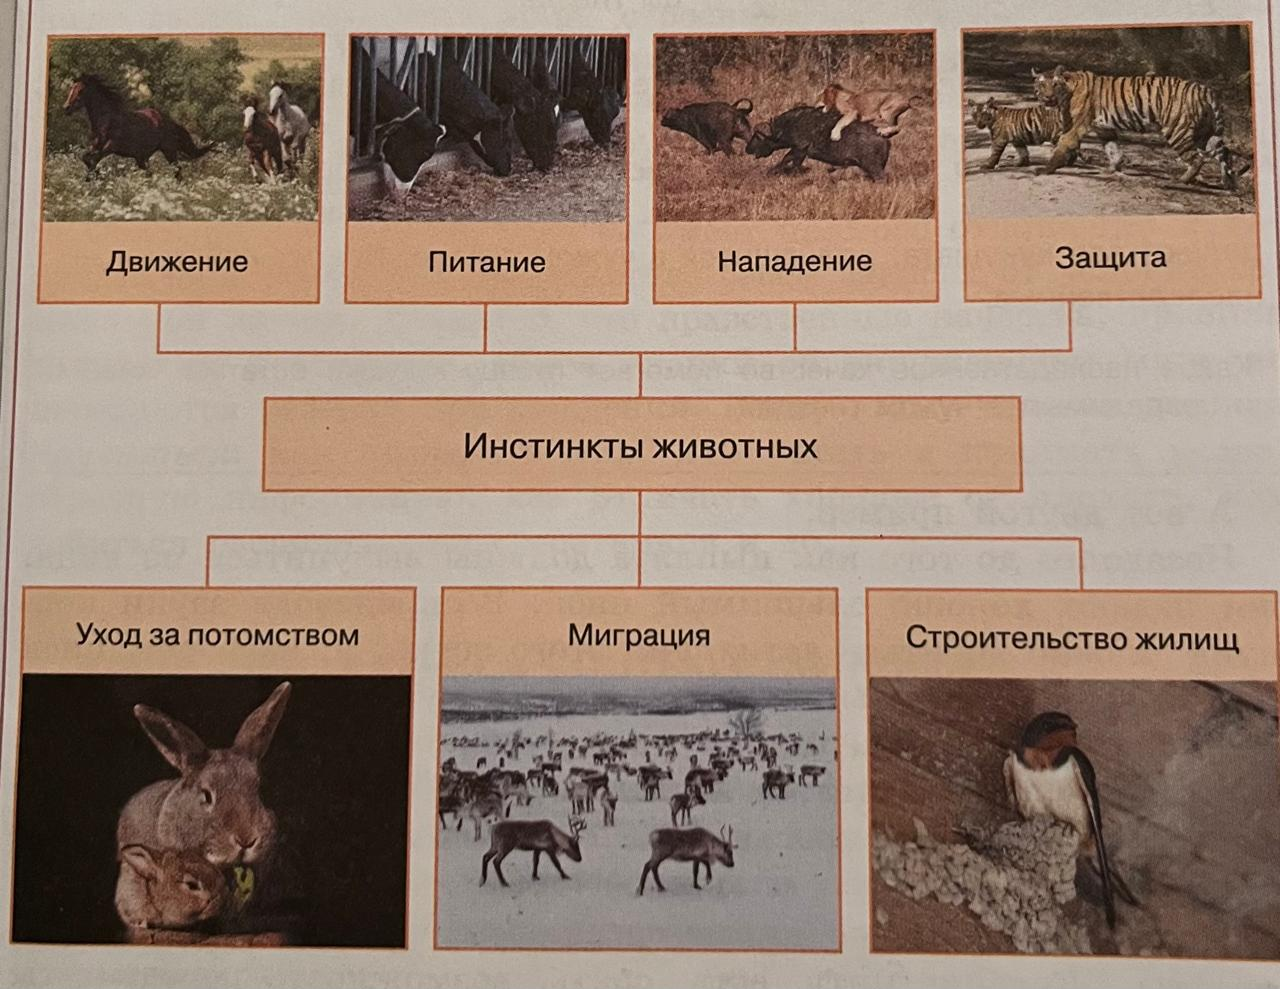 Движение
Питание
Нападение
Защита
Инстинкты животных
Уход за потомством
Миграция
Строительство жилищ